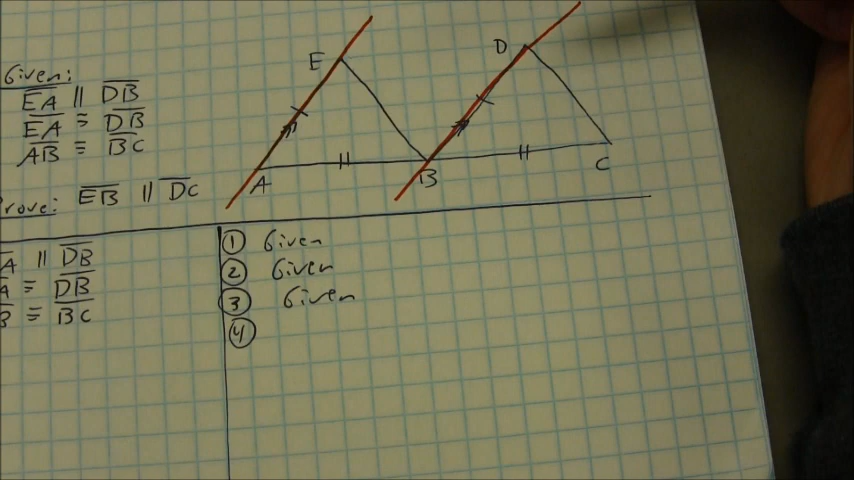 Given:
EA || DB
EA ≅ DB
AB ≅ BC
rove: EB || DC
E
D
A
B
C
A || DB
A ≅ DB
B ≅ BC
① Given
② Given
③ Given
④